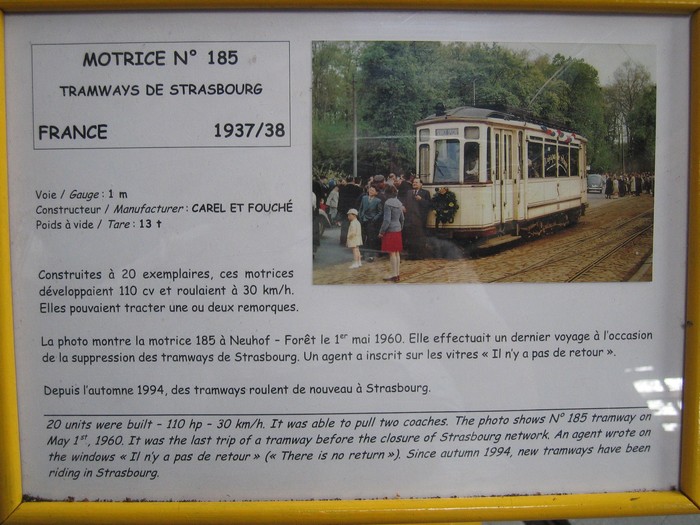 MOTRICE N° 185
TRAMWAYS DE STRASBOURG
FRANCE 1937/38
Voie / Gauge : 1 m
Constructeur / Manufacturer : CAREL ET FOUCHÉ
Poids à vide / Tare : 13 t
Construites à 20 exemplaires, ces motrices
développaient 110 cv et roulaient à 30 km/h.
Elles pouvaient tracter une ou deux remorques.
La photo montre la motrice 185 à Neuhof – Forêt le 1er mai 1960. Elle effectuait un dernier voyage à l'occasion
de la suppression des tramways de Strasbourg. Un agent a inscrit sur les vitres « Il n'y a pas de retour ».
Depuis l'automne 1994, des tramways roulent de nouveau à Strasbourg.
20 units were built – 110 hp – 30 km/h. It was able to pull two coaches. The photo shows N° 185 tramway on
May 1st, 1960. It was the last trip of a tramway before the closure of Strasbourg network. An agent wrote on
the windows « Il n'y a pas de retour » (« There is no return »). Since autumn 1994, new tramways have been
riding in Strasbourg.